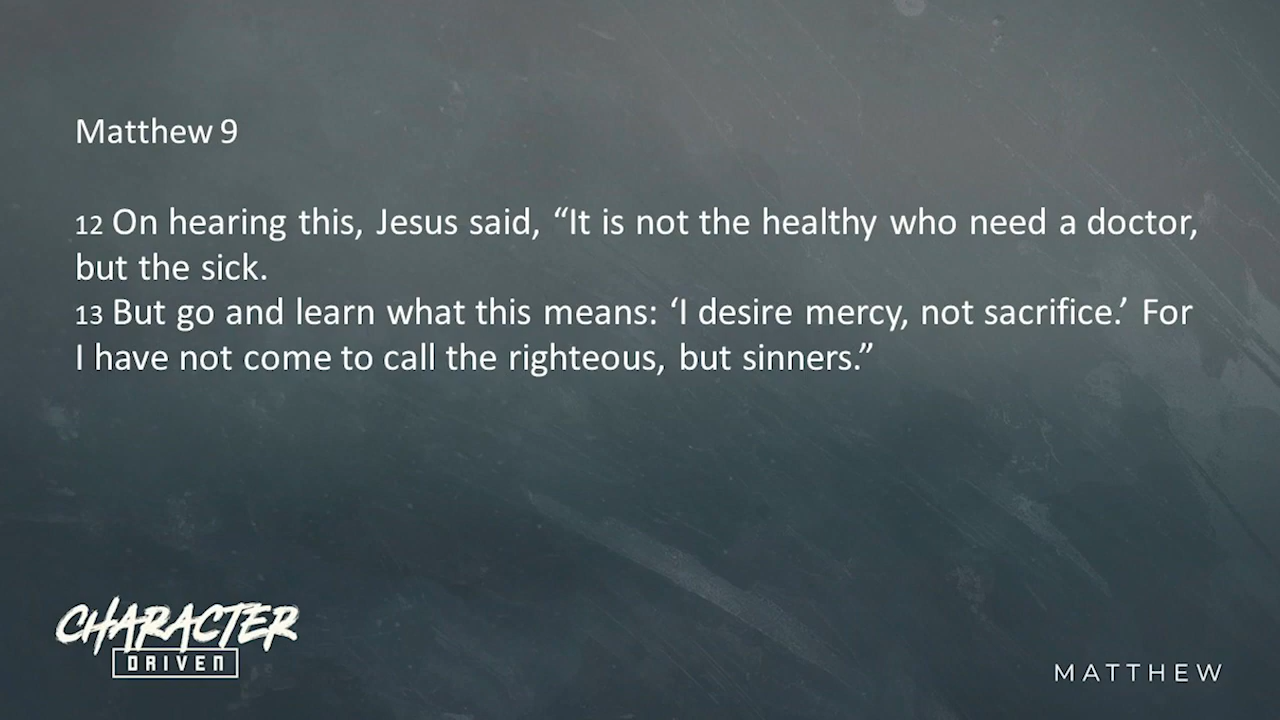 Matthew 9
12 On hearing this, Jesus said, “It is not the healthy who need a doctor,
but the sick.
13 But go and learn what this means: ‘I desire mercy, not sacrifice.’ For
I have not come to call the righteous, but sinners.”
CHARACTER
DRIVEN
MATTHEW